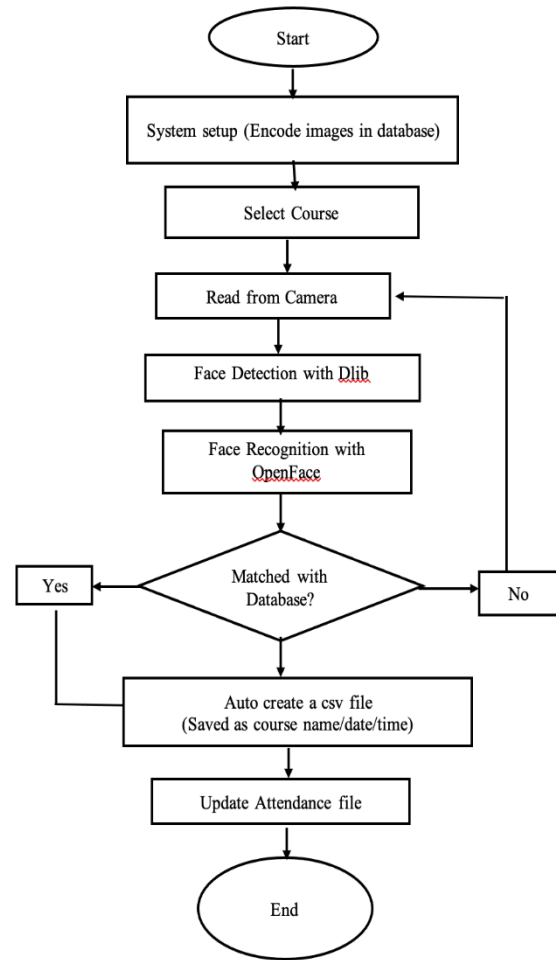 Start
System setup (Encode images in database)
Select Course
Read from Camera
Face Detection with Dlib
Face Recognition with
OpenFace
Matched with
Database?
Yes
No
Auto create a csv file
(Saved as course name/date/time)
Update Attendance file
End